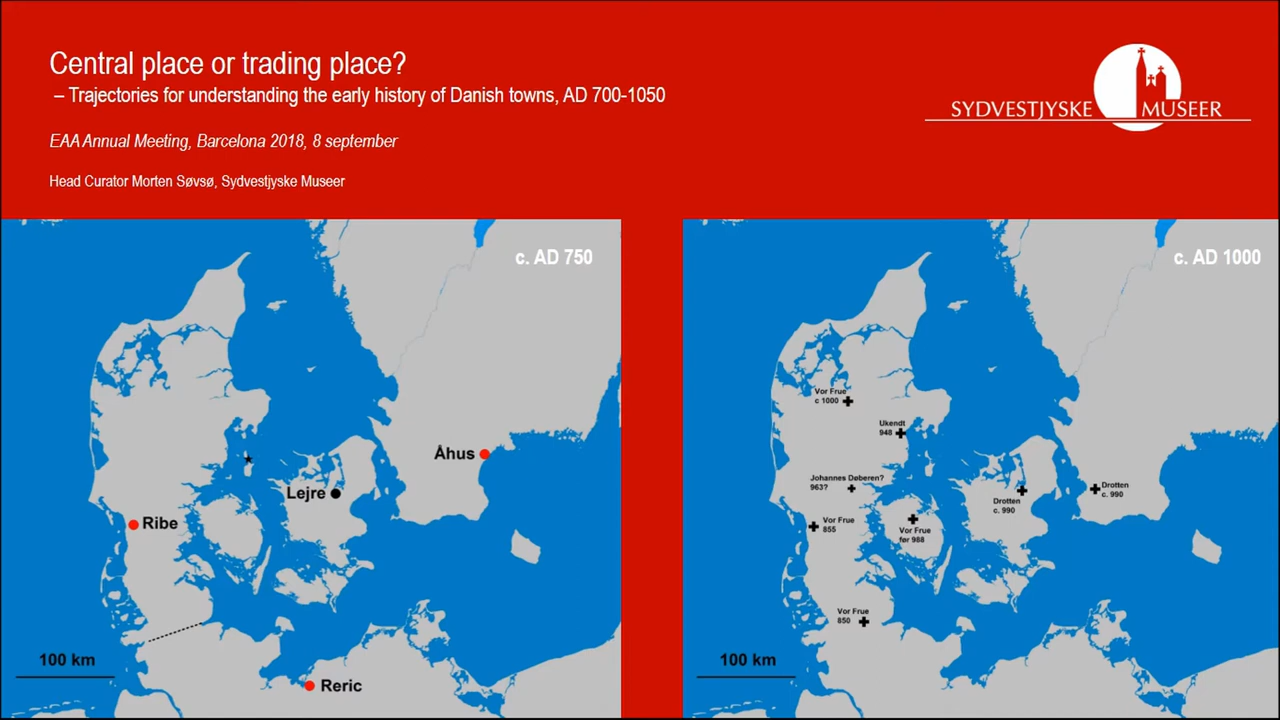 Central place or trading place?
– Trajectories for understanding the early history of Danish towns, AD 700-1050
EAA Annual Meeting, Barcelona 2018, 8 september
Head Curator Morten Søvsø, Sydvestjyske Museer
SYDVESTJYSKE MUSEER
c. AD 750
Åhus
Lejre
Ribe
100 km
Reric
c. AD 1000
Vor Frue
c 1000
Ukendt
948
Johannes Døberen?
963?
Drotten
c. 990
Drotten
c. 990
Vor Frue
855
Vor Frue
før 988
Vor Frue
850
100 km